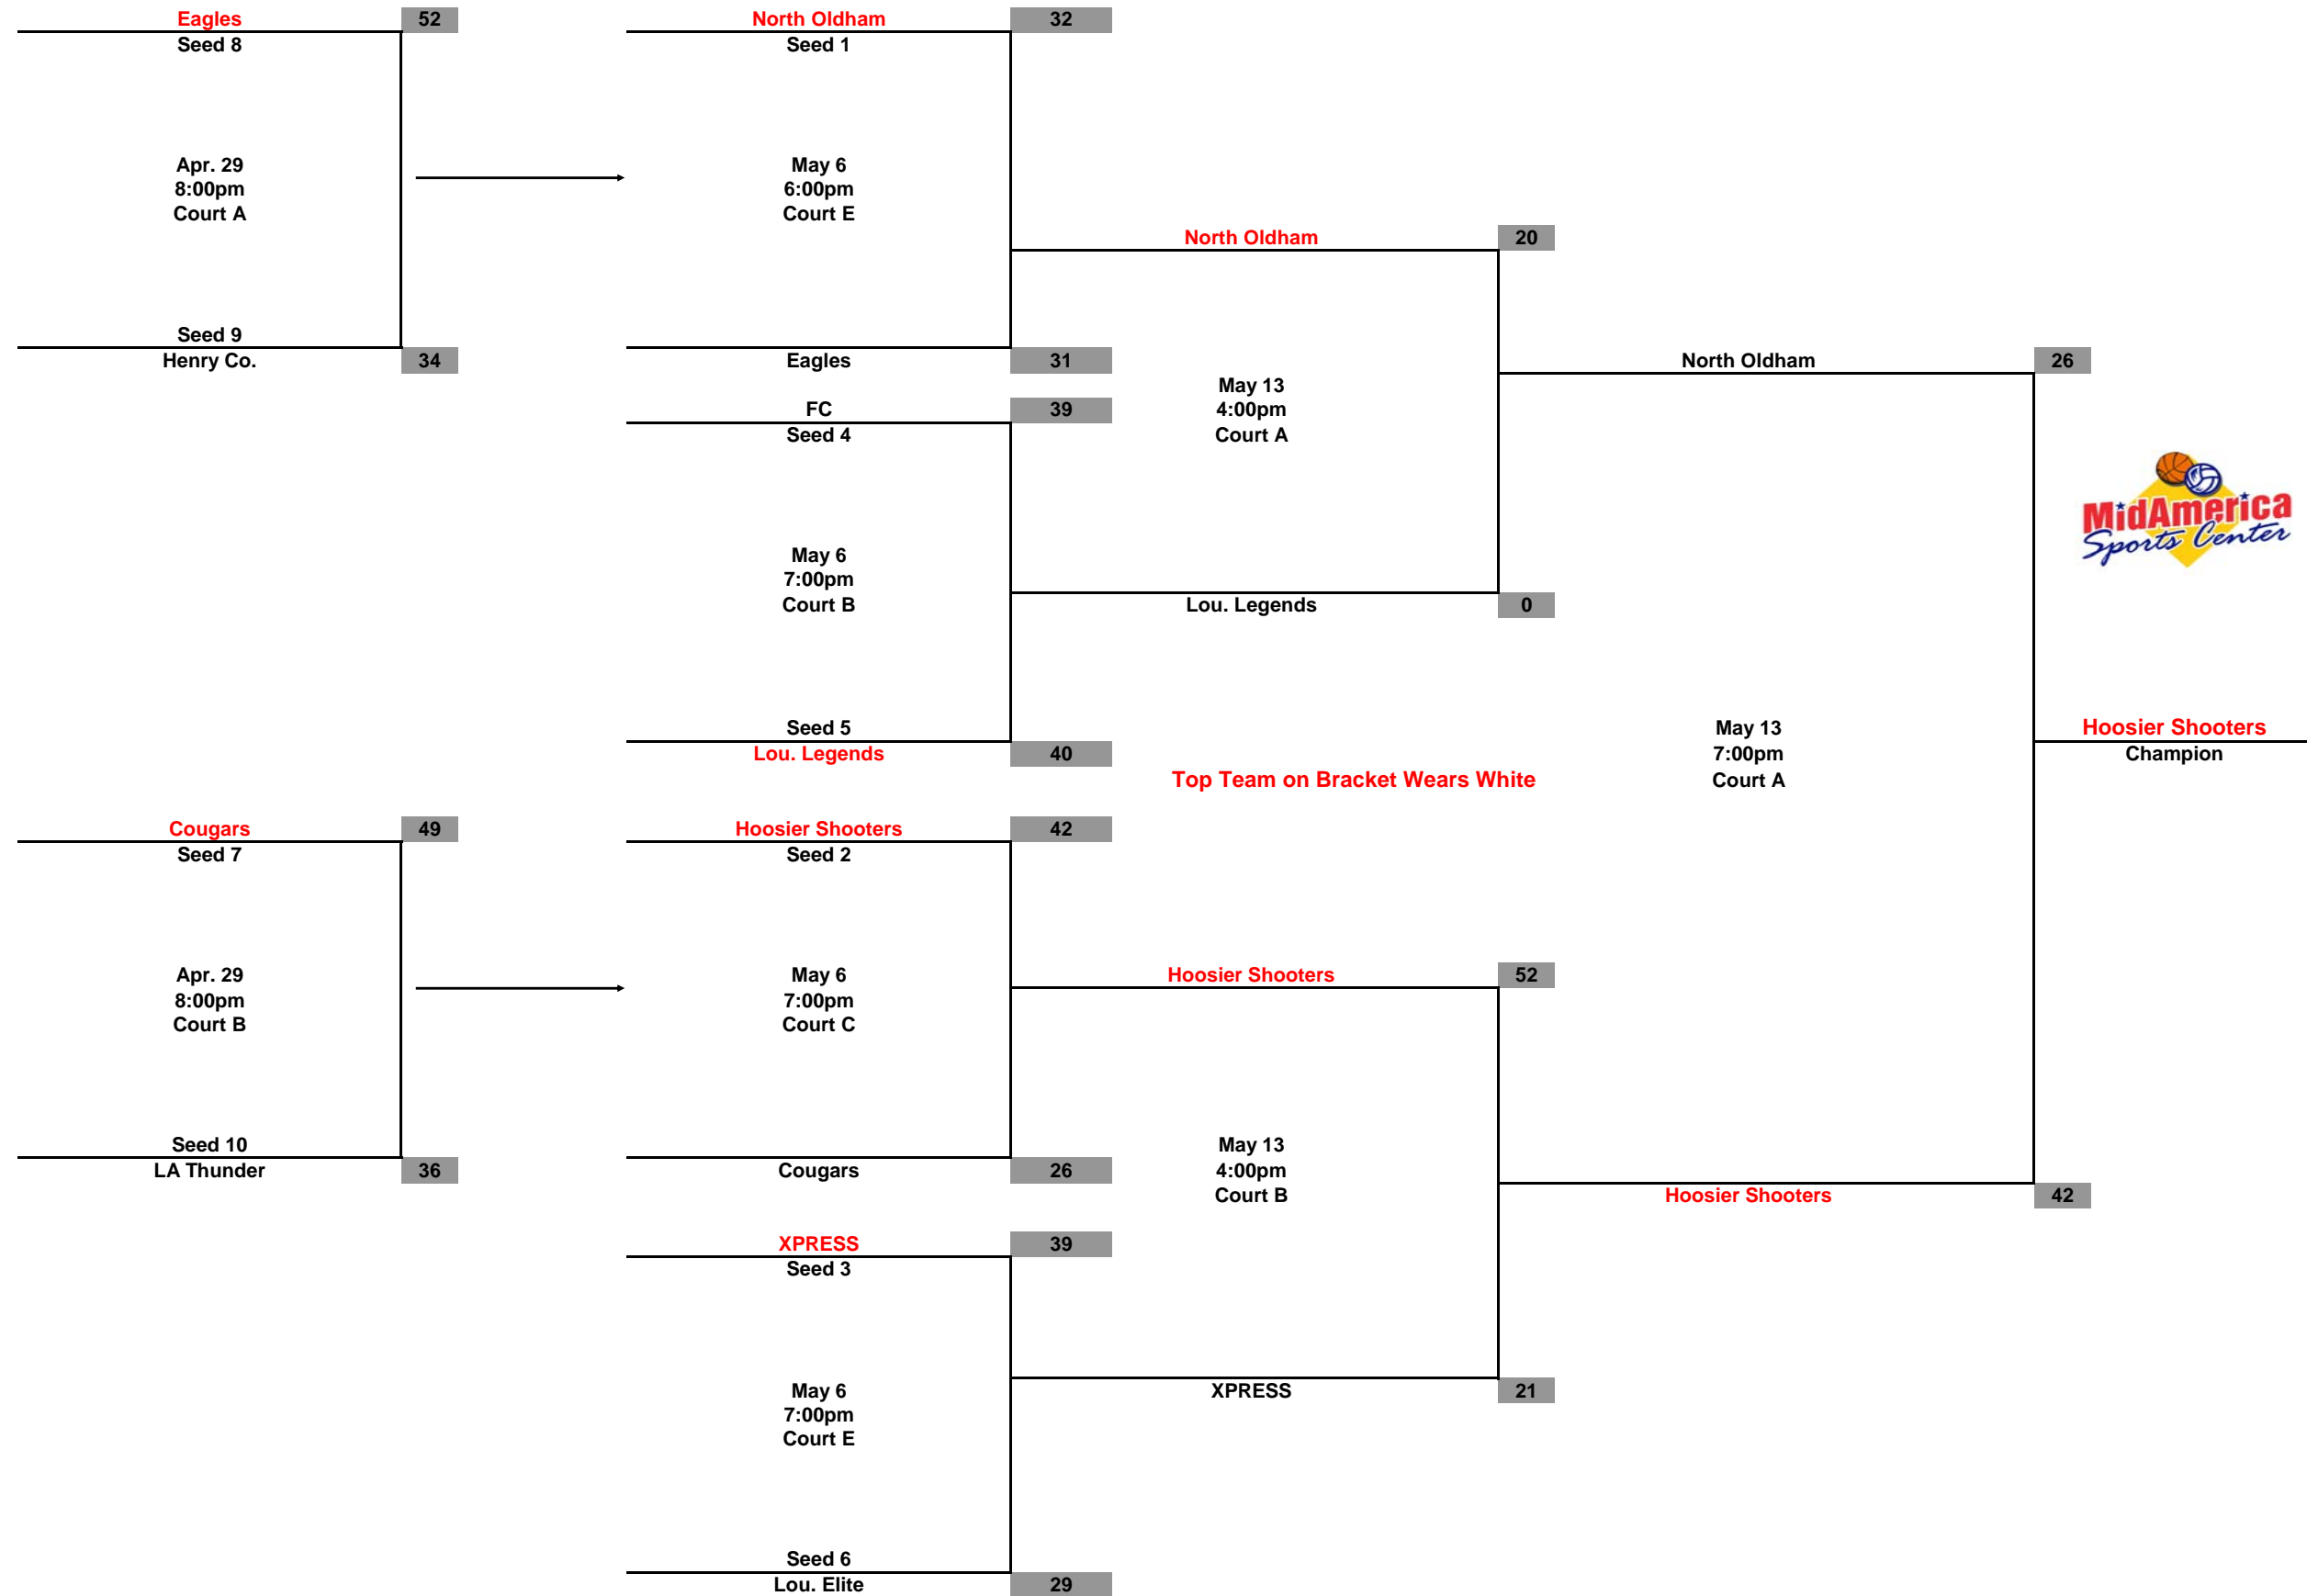 Eagles 52
Seed 8
Apr. 29
8:00pm
Court A
Seed 9
Henry Co. 34
North Oldham 32
Seed 1
May 6
6:00pm
Court E
Eagles 31
FC 39
Seed 4
May 6
7:00pm
Court B
Seed 5
Lou. Legends 40
North Oldham 20
May 13
4:00pm
Court A
Lou. Legends 0
North Oldham 26
MidAmerica
Sports Center
May 13
7:00pm
Court A
Hoosier Shooters
Champion
Top Team on Bracket Wears White
Cougars 49
Seed 7
Apr. 29
8:00pm
Court B
Seed 10
LA Thunder 36
Hoosier Shooters 42
Seed 2
May 6
7:00pm
Court C
Cougars 26
XPRESS 39
Seed 3
May 6
7:00pm
Court E
Seed 6
Lou. Elite 29
Hoosier Shooters 52
May 13
4:00pm
Court B
XPRESS 21
Hoosier Shooters 42